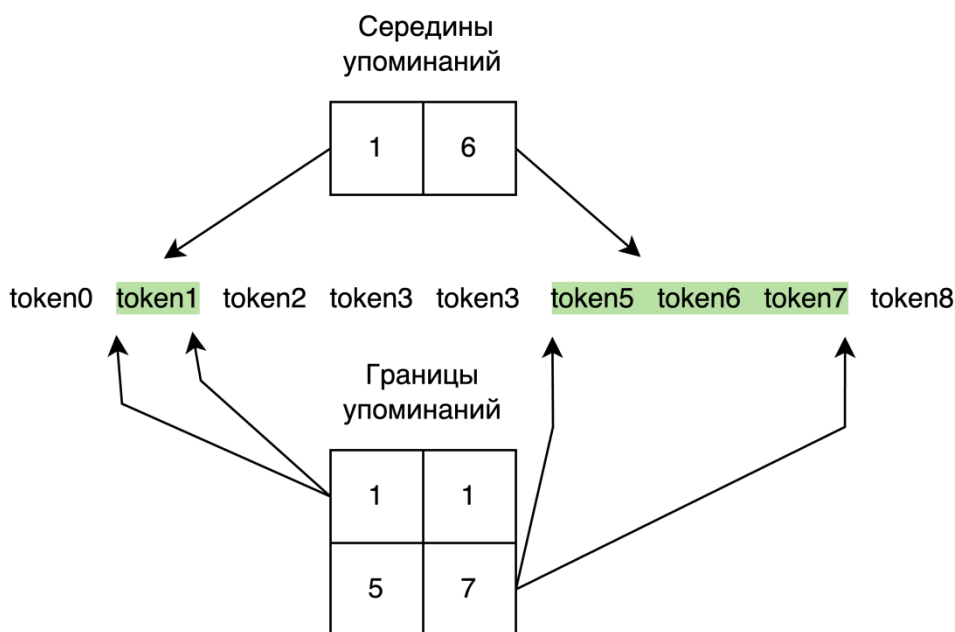 Середины
упоминаний
1 6
token0 token1 token2 token3 token3 token5 token6 token7 token8
Границы
упоминаний
1 1
5 7